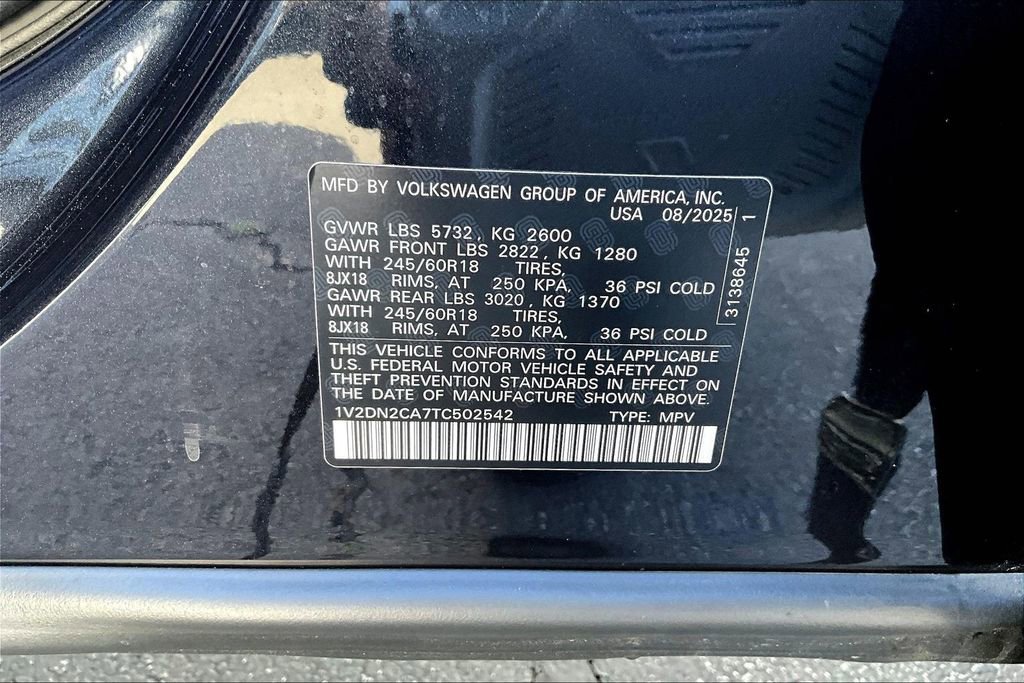 MFD BY VOLKSWAGEN GROUP OF AMERICA, INC.
USA 08/2025
GVWR LBS 5732, KG 2600
GAWR FRONT LBS 2822, KG 1280
WITH 245/60R18 TIRES,
8JX18 RIMS, AT 250 KPA, 36 PSI COLD
GAWR REAR LBS 3020, KG 1370
WITH 245/60R18 TIRES,
8JX18 RIMS, AT 250 KPA, 36 PSI COLD
THIS VEHICLE CONFORMS TO ALL APPLICABLE
U.S. FEDERAL MOTOR VEHICLE SAFETY AND
THEFT PREVENTION STANDARDS IN EFFECT ON
THE DATE OF MANUFACTURE SHOWN ABOVE.
1V2DN2CA7TC502542 TYPE: MPV
3138645 1